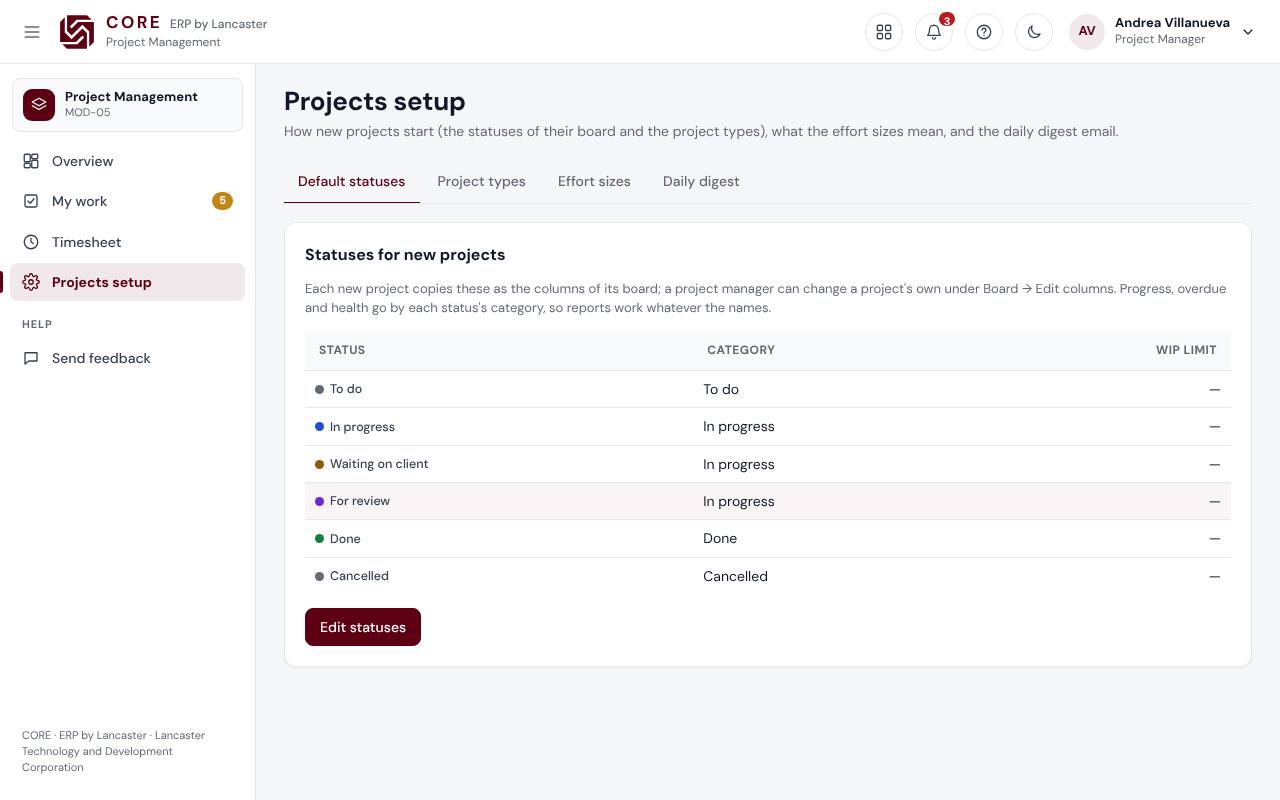 CORE ERP by Lancaster
Project Management
3
AV
Andrea Villanueva
Project Manager
Project Management
MOD-05
Overview
My work 5
Timesheet
Projects setup
HELP
Send feedback
CORE · ERP by Lancaster · Lancaster
Technology and Development
Corporation
Projects setup
How new projects start (the statuses of their board and the project types), what the effort sizes mean, and the daily digest email.
Default statuses Project types Effort sizes Daily digest
Statuses for new projects
Each new project copies these as the columns of its board; a project manager can change a project's own under Board → Edit columns. Progress, overdue
and health go by each status's category, so reports work whatever the names.
STATUS CATEGORY WIP LIMIT
To do To do —
In progress In progress —
Waiting on client In progress —
For review In progress —
Done Done —
Cancelled Cancelled —
Edit statuses